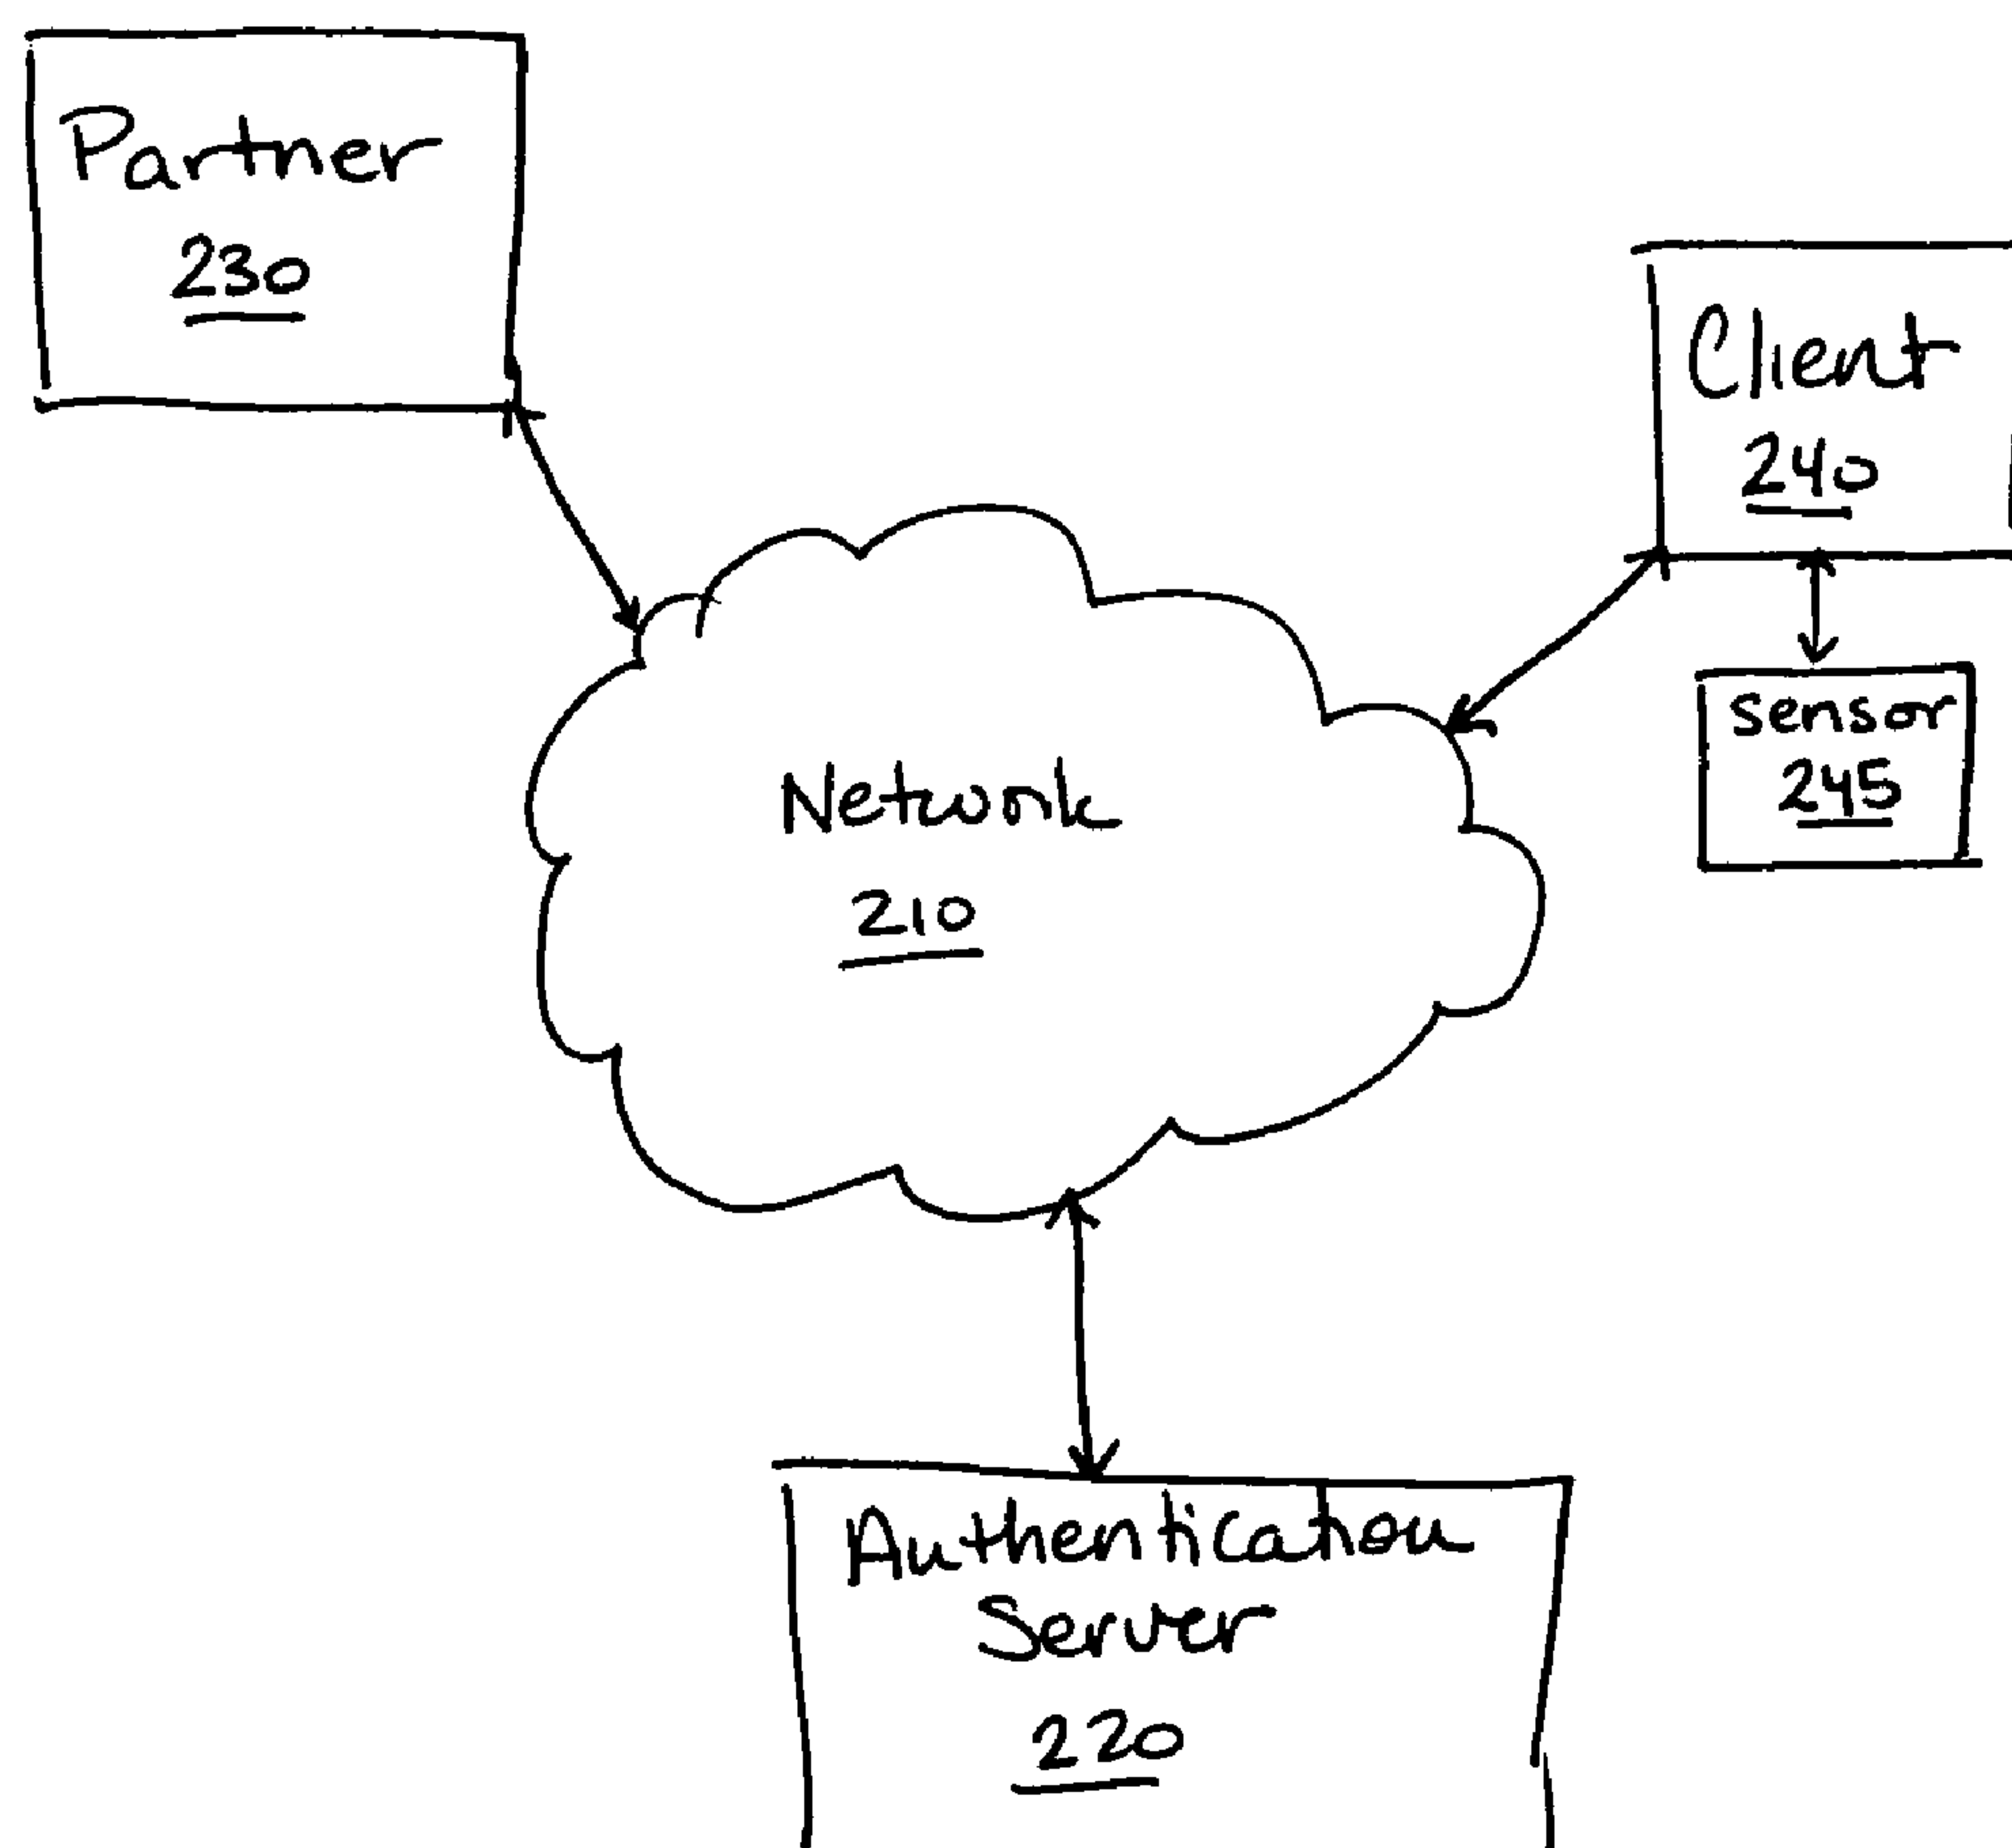 Partner
230
Client
240
sensor
245
Network
210
Authentication
Server
220